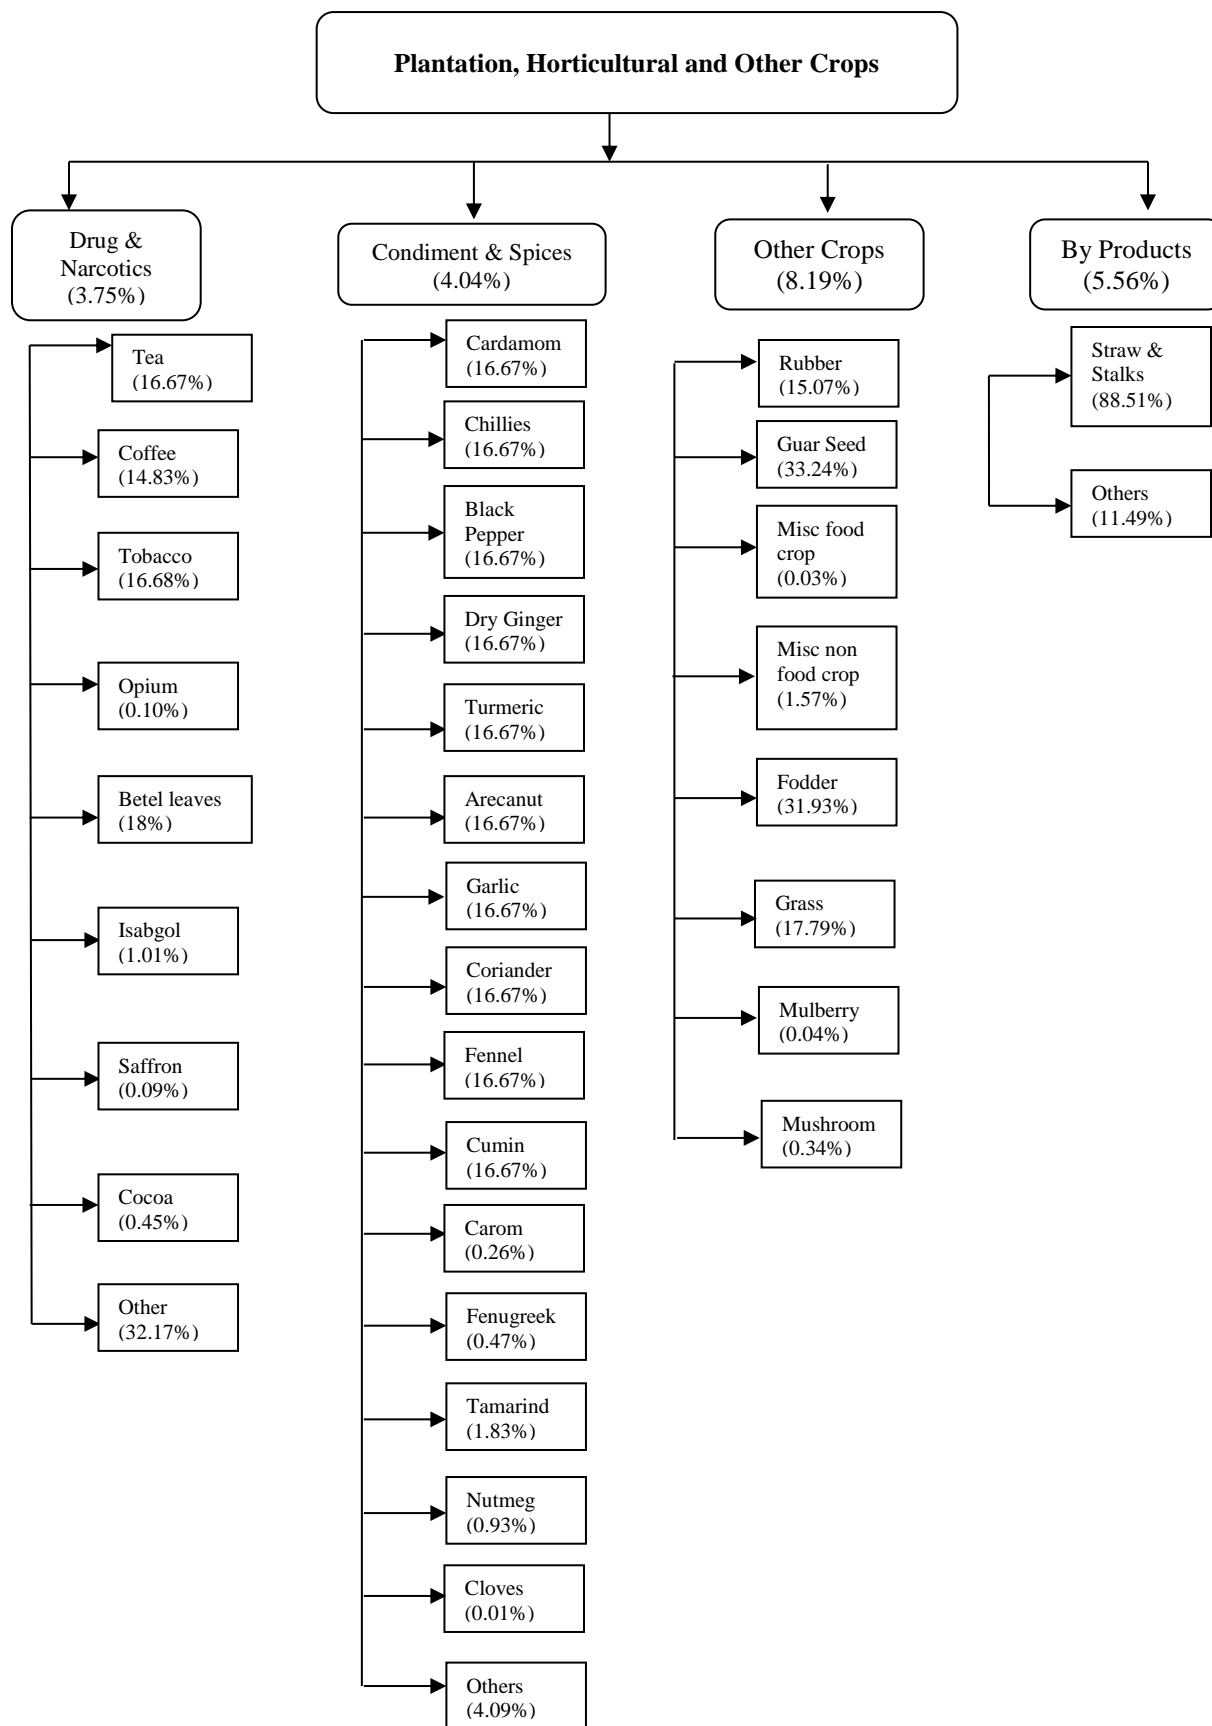 Plantation, Horticultural and Other Crops
Drug &
Narcotics
(3.75%)
Tea
(16.67%)
Coffee
(14.83%)
Tobacco
(16.68%)
Opium
(0.10%)
Betel leaves
(18%)
Isabgol
(1.01%)
Saffron
(0.09%)
Cocoa
(0.45%)
Other
(32.17%)
Condiment & Spices
(4.04%)
Cardamom
(16.67%)
Chillies
(16.67%)
Black
Pepper
(16.67%)
Dry Ginger
(16.67%)
Turmeric
(16.67%)
Arecanut
(16.67%)
Garlic
(16.67%)
Coriander
(16.67%)
Fennel
(16.67%)
Cumin
(16.67%)
Carom
(0.26%)
Fenugreek
(0.47%)
Tamarind
(1.83%)
Nutmeg
(0.93%)
Cloves
(0.01%)
Others
(4.09%)
Other Crops
(8.19%)
Rubber
(15.07%)
Guar Seed
(33.24%)
Misc food
crop
(0.03%)
Misc non
food crop
(1.57%)
Fodder
(31.93%)
Grass
(17.79%)
Mulberry
(0.04%)
Mushroom
(0.34%)
By Products
(5.56%)
Straw &
Stalks
(88.51%)
Others
(11.49%)